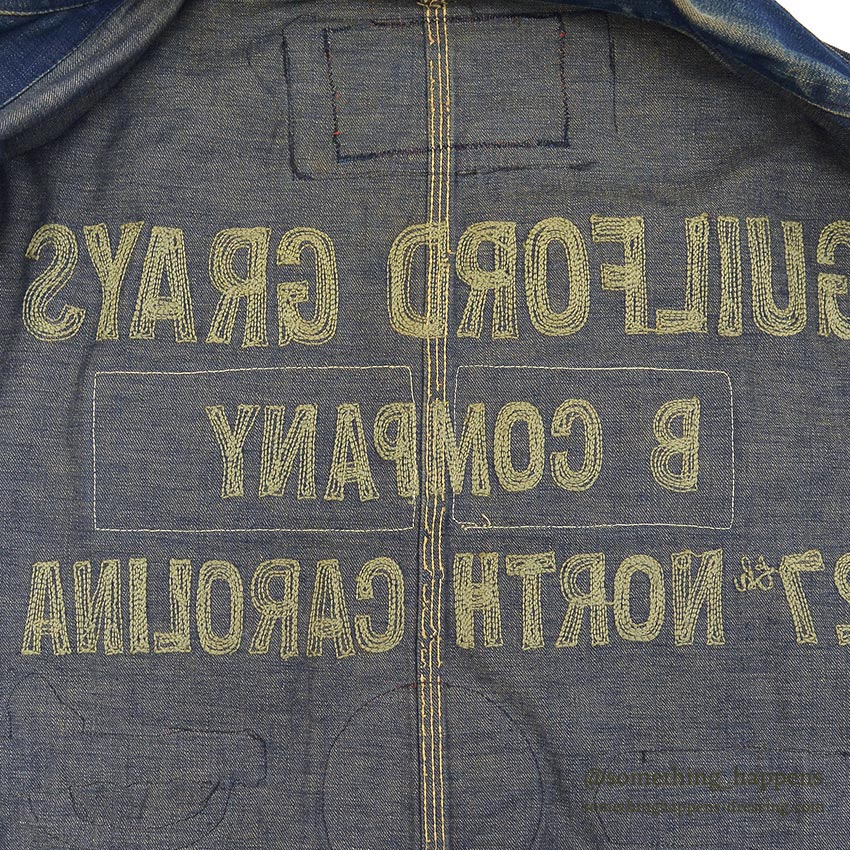 GUILFORD GRAYS
B COMPANY
27th NORTH CAROLINA
@something_happens